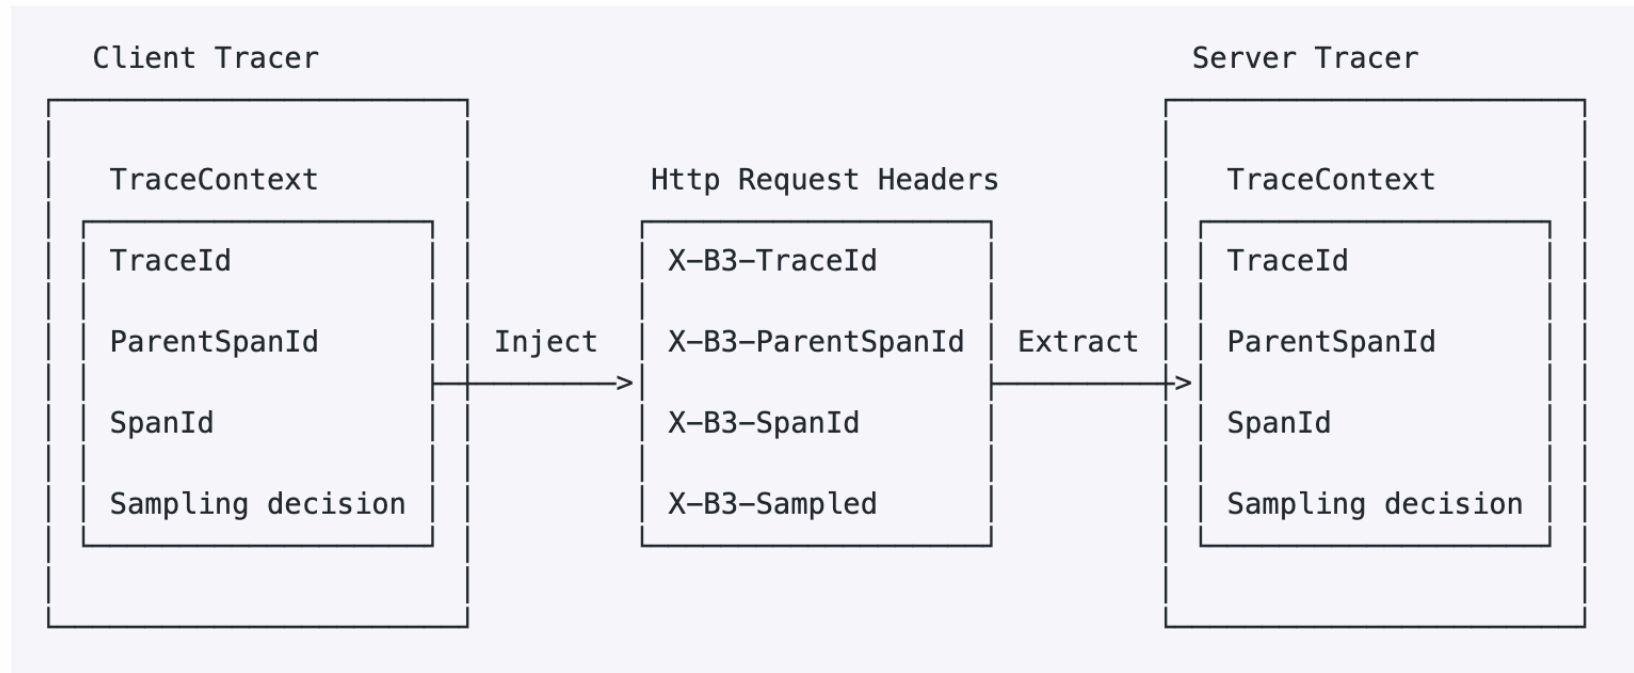 Client Tracer Server Tracer
TraceContext Http Request Headers TraceContext
TraceId X-B3-TraceId TraceId
ParentSpanId Inject X-B3-ParentSpanId Extract ParentSpanId
SpanId X-B3-SpanId SpanId
Sampling decision X-B3-Sampled Sampling decision